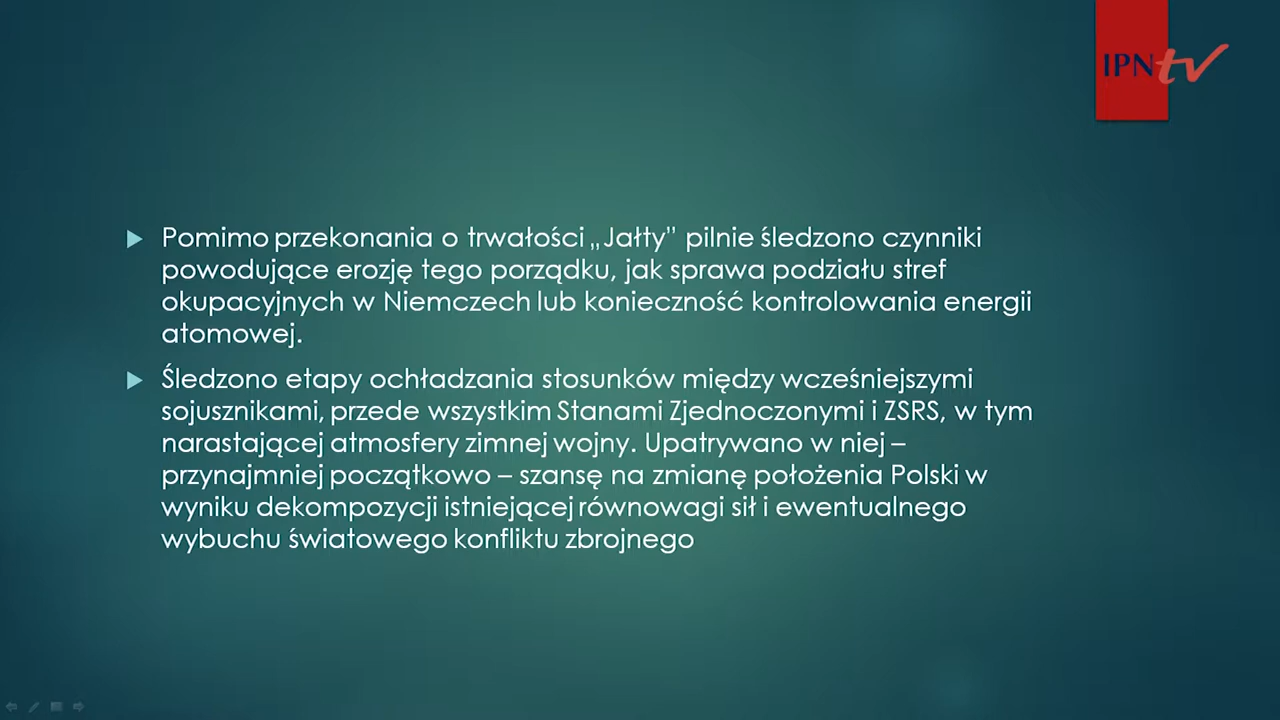 IPNtv
Pomimo przekonania o trwałości „Jałty” pilnie śledzono czynniki
powodujące erozję tego porządku, jak sprawa podziału stref
okupacyjnych w Niemczech lub konieczność kontrolowania energii
atomowej.
Śledzono etapy ochładzania stosunków między wcześniejszymi
sojusznikami, przede wszystkim Stanami Zjednoczonymi i ZSRS, w tym
narastającej atmosfery zimnej wojny. Upatrywano w niej –
przynajmniej początkowo – szansę na zmianę położenia Polski w
wyniku dekompozycji istniejącej równowagi sił i ewentualnego
wybuchu światowego konfliktu zbrojnego